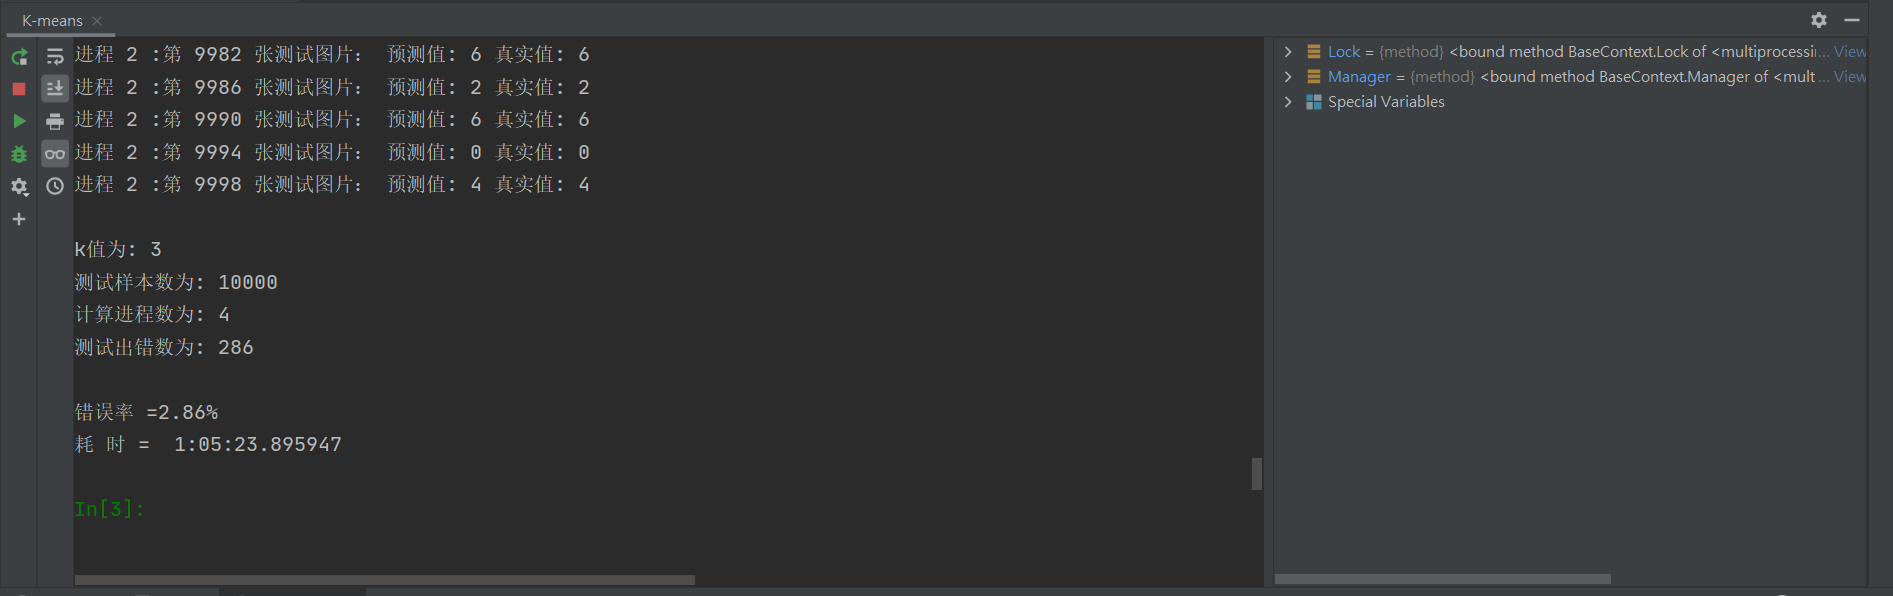 K-means
进程 2 :第 9982 张测试图片： 预测值: 6 真实值: 6
进程 2 :第 9986 张测试图片： 预测值: 2 真实值: 2
进程 2 :第 9990 张测试图片： 预测值: 6 真实值: 6
进程 2 :第 9994 张测试图片： 预测值: 0 真实值: 0
进程 2 :第 9998 张测试图片： 预测值: 4 真实值: 4
k值为: 3
测试样本数为: 10000
计算进程数为: 4
测试出错数为: 286
错误率 =2.86%
耗 时 =  1:05:23.895947
In[3]:
Lock = {method} <bound method BaseContext.Lock of <multiprocessi... View
Manager = {method} <bound method BaseContext.Manager of <mult... View
Special Variables